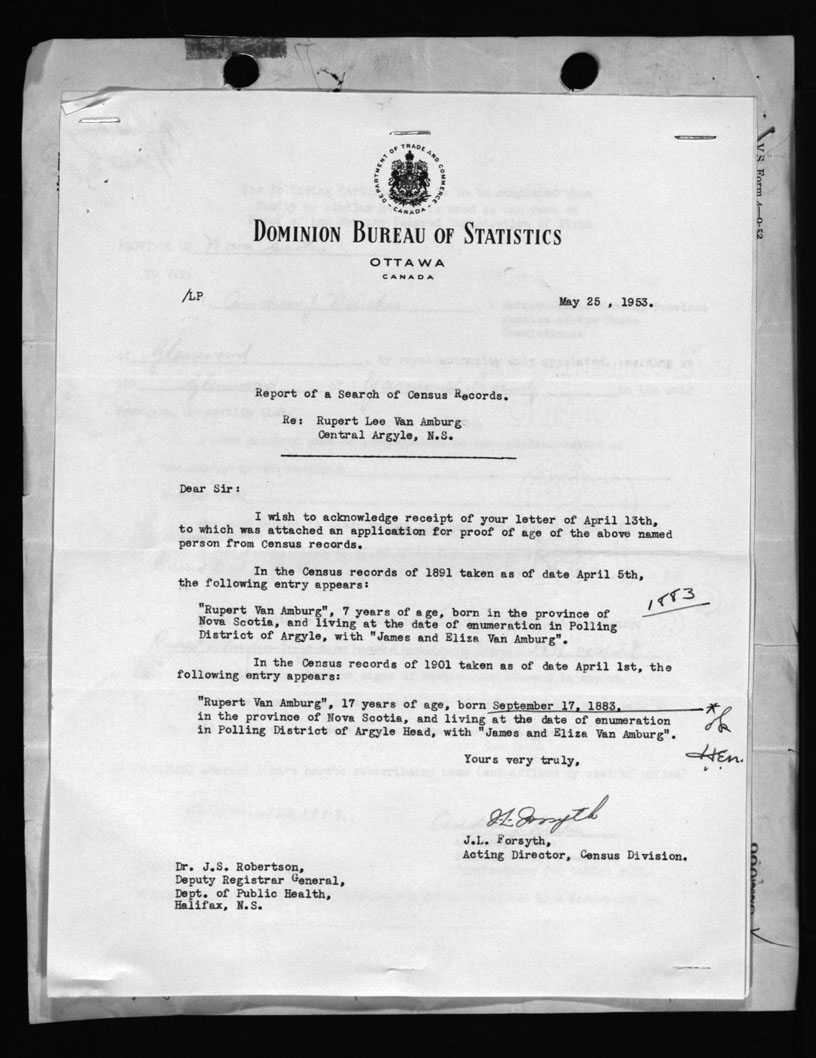 DEPARTMENT OF TRADE AND COMMERCE
CANADA
DOMINION BUREAU OF STATISTICS
OTTAWA
CANADA
/LP
May 25 , 1953.
Report of a Search of Census Records.
Re: Rupert Lee Van Amburg
Central Argyle, N.S.
Dear Sir:
I wish to acknowledge receipt of your letter of April 13th,
to which was attached an application for proof of age of the above named
person from Census records.
In the Census records of 1891 taken as of date April 5th,
the following entry appears:
"Rupert Van Amburg", 7 years of age, born in the province of
Nova Scotia, and living at the date of enumeration in Polling
District of Argyle, with "James and Eliza Van Amburg".
1883
In the Census records of 1901 taken as of date April 1st, the
following entry appears:
"Rupert Van Amburg", 17 years of age, born September 17, 1883,
in the province of Nova Scotia, and living at the date of enumeration
in Polling District of Argyle Head, with "James and Eliza Van Amburg".
Yours very truly,
J.L. Forsyth
J.L. Forsyth,
Acting Director, Census Division.
Dr. J.S. Robertson,
Deputy Registrar General,
Dept. of Public Health,
Halifax, N.S.